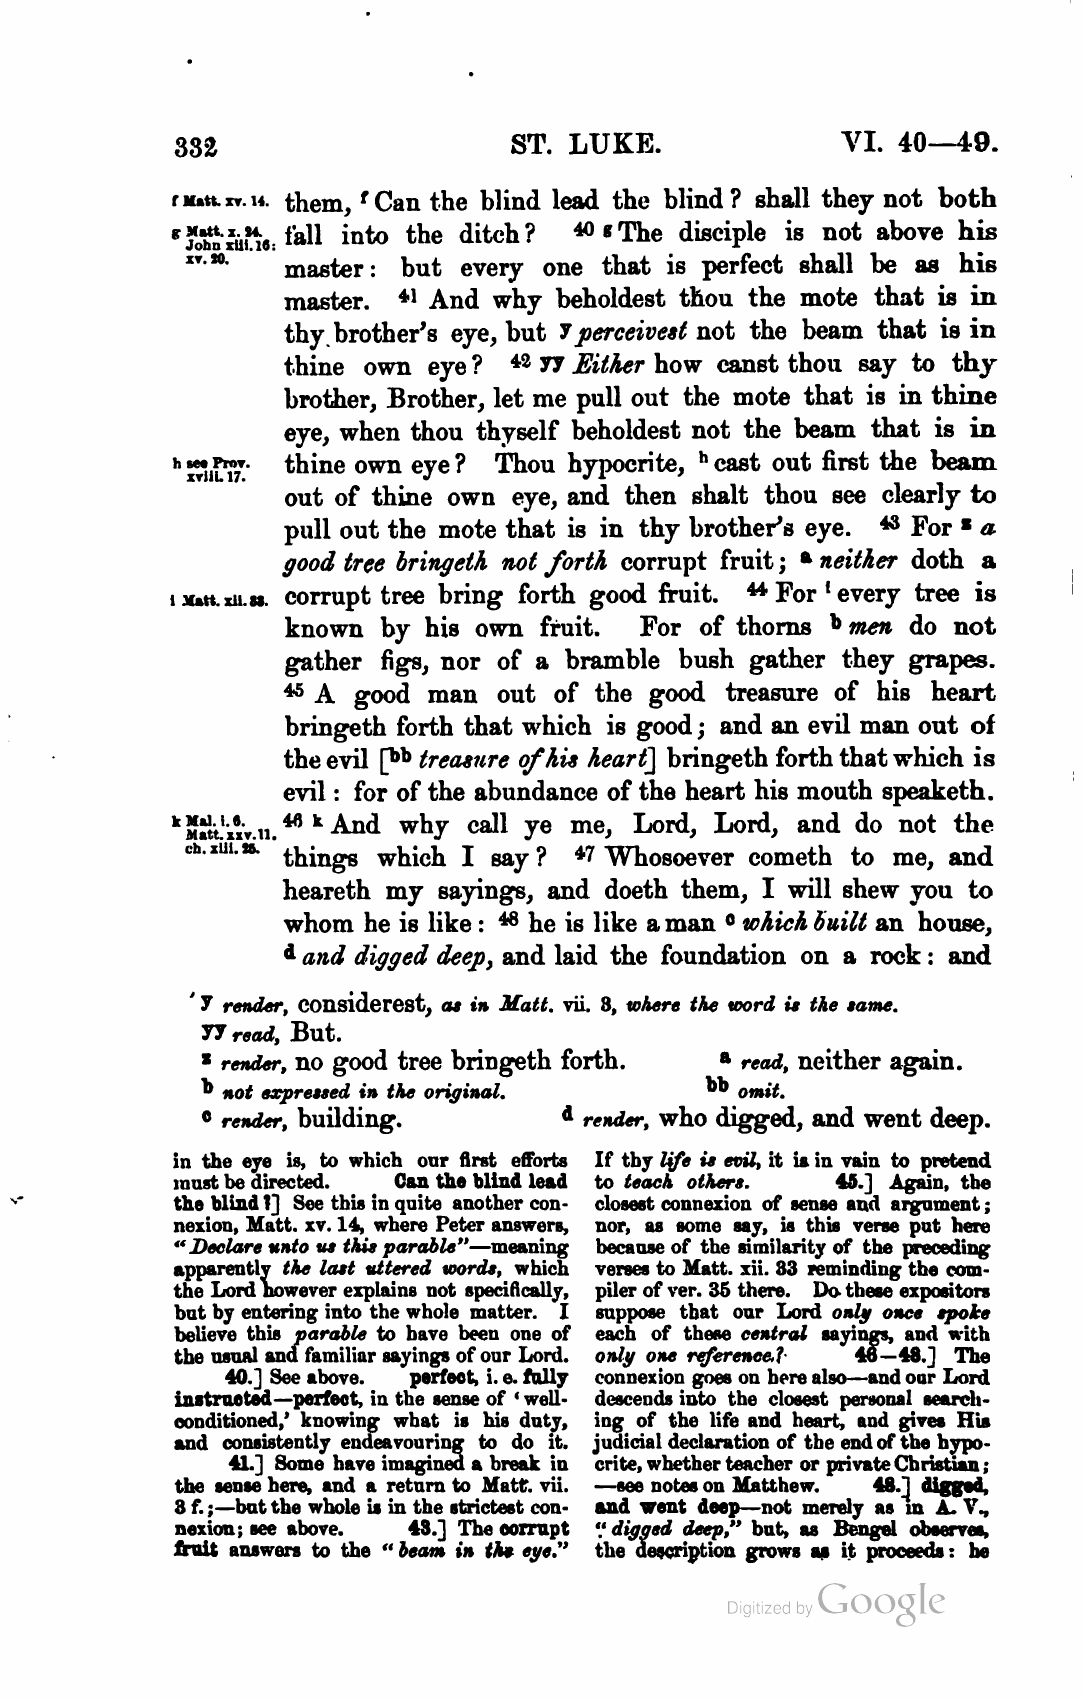 332 ST. LUKE. VI. 40—49.
f Matt. xv. 14. them, f Can the blind lead the blind? shall they not both
g Matt. x. 24. John xiii. 16: xv. 20. fall into the ditch? 40 g The disciple is not above his
master: but every one that is perfect shall be as his
master. 41 And why beholdest thou the mote that is in
thy brother's eye, but y perceivest not the beam that is in
thine own eye? 42 yy Either how canst thou say to thy
brother, Brother, let me pull out the mote that is in thine
eye, when thou thyself beholdest not the beam that is in
h see Prov. xviii. 17. thine own eye? Thou hypocrite, h cast out first the beam
out of thine own eye, and then shalt thou see clearly to
pull out the mote that is in thy brother's eye. 43 For z a
good tree bringeth not forth corrupt fruit; a neither doth a
i Matt. xii. 33. corrupt tree bring forth good fruit. 44 For i every tree is
known by his own fruit. For of thorns b men do not
gather figs, nor of a bramble bush gather they grapes.
45 A good man out of the good treasure of his heart
bringeth forth that which is good; and an evil man out of
the evil [bb treasure of his heart] bringeth forth that which is
evil: for of the abundance of the heart his mouth speaketh.
k Mal. i. 6. Matt. xxv. 11. ch. xiii. 25. 46 k And why call ye me, Lord, Lord, and do not the
things which I say? 47 Whosoever cometh to me, and
heareth my sayings, and doeth them, I will shew you to
whom he is like: 48 he is like a man c which built an house,
d and digged deep, and laid the foundation on a rock: and
y render, considerest, as in Matt. vii. 3, where the word is the same.
yy read, But.
z render, no good tree bringeth forth. a read, neither again.
b not expressed in the original. bb omit.
c render, building. d render, who digged, and went deep.
in the eye is, to which our first efforts
must be directed. Can the blind lead
the blind?] See this in quite another con-
nexion, Matt. xv. 14, where Peter answers,
"Declare unto us this parable"—meaning
apparently the last uttered words, which
the Lord however explains not specifically,
but by entering into the whole matter. I
believe this parable to have been one of
the usual and familiar sayings of our Lord.
40.] See above. perfect, i. e. fully
instructed—perfect, in the sense of 'well-
conditioned,' knowing what is his duty,
and consistently endeavouring to do it.
41.] Some have imagined a break in
the sense here, and a return to Matt. vii.
3 f.;—but the whole is in the strictest con-
nexion; see above. 43.] The corrupt
fruit answers to the "beam in the eye."
If thy life is evil, it is in vain to pretend
to teach others. 45.] Again, the
closest connexion of sense and argument;
nor, as some say, is this verse put here
because of the similarity of the preceding
verses to Matt. xii. 33 reminding the com-
piler of ver. 35 there. Do these expositors
suppose that our Lord only once spoke
each of these central sayings, and with
only one reference? 46—48.] The
connexion goes on here also—and our Lord
descends into the closest personal search-
ing of the life and heart, and gives His
judicial declaration of the end of the hypo-
crite, whether teacher or private Christian;
—see notes on Matthew. 48.] digged,
and went deep—not merely as in A. V.,
"digged deep," but, as Bengel observes,
the description grows as it proceeds: he
Digitized by Google